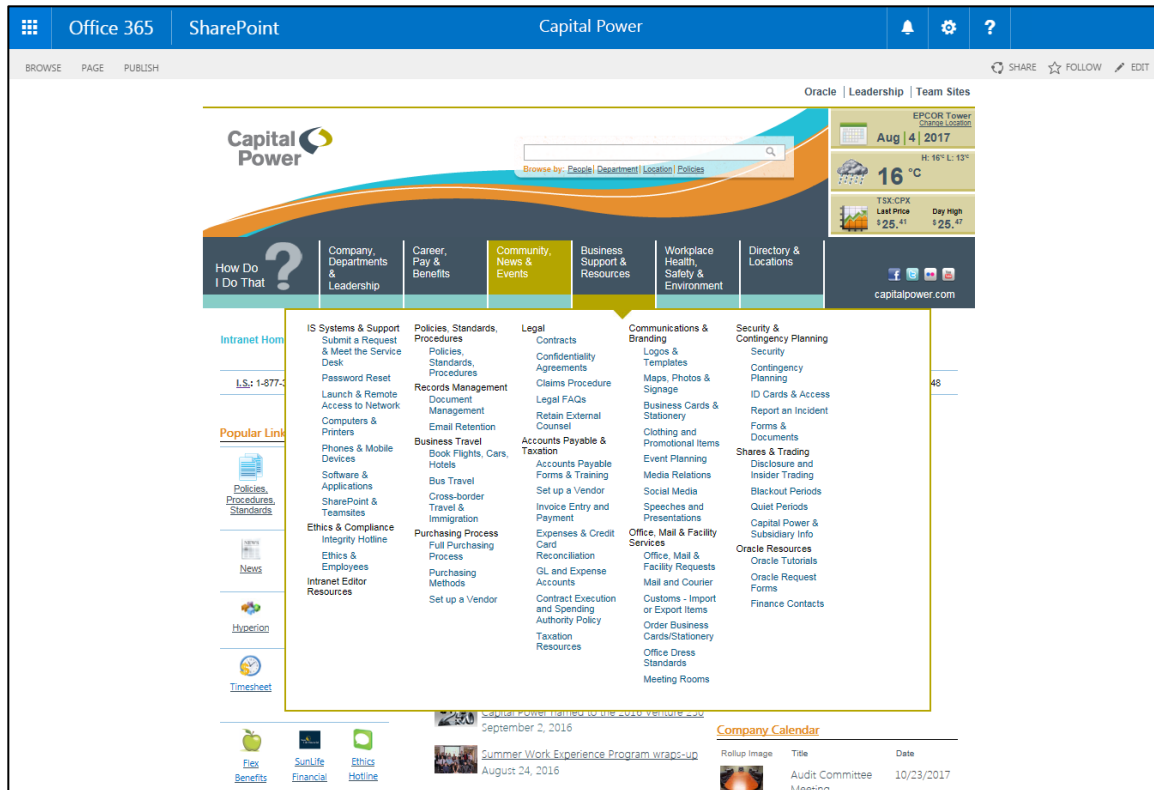 Office 365
SharePoint
Capital Power
?
BROWSE
PAGE
PUBLISH
SHARE
FOLLOW
EDIT
Oracle | Leadership | Team Sites
Capital
Power
Browse by: People| Department| Location | Policies
EPCOR Tower
Change Location
Aug | 4 | 2017
H: 16° L: 13°
16 °C
TSX:CPX
Last Price
Day High
$25.41
$25.47
How Do
I Do That
?
Company,
Departments
&
Leadership
Career,
Pay &
Benefits
Community,
News &
Events
Business
Support &
Resources
Workplace
Health,
Safety &
Environment
Directory &
Locations
capitalpower.com
Intranet Hom
I.S.: 1-877-
48
Popular Link
Policies,
Procedures,
Standards
News
Hyperion
Timesheet
Flex
Benefits
SunLife
Financial
Ethics
Hotline
IS Systems & Support
Submit a Request
& Meet the Service
Desk
Password Reset
Launch & Remote
Access to Network
Computers &
Printers
Phones & Mobile
Devices
Software &
Applications
SharePoint &
Teamsites
Ethics & Compliance
Integrity Hotline
Ethics &
Employees
Intranet Editor
Resources
Policies, Standards,
Procedures
Policies,
Standards,
Procedures
Records Management
Document
Management
Email Retention
Business Travel
Book Flights, Cars,
Hotels
Bus Travel
Cross-border
Travel &
Immigration
Purchasing Process
Full Purchasing
Process
Purchasing
Methods
Set up a Vendor
Legal
Contracts
Confidentiality
Agreements
Claims Procedure
Legal FAQs
Retain External
Counsel
Accounts Payable &
Taxation
Accounts Payable
Forms & Training
Set up a Vendor
Invoice Entry and
Payment
Expenses & Credit
Card
Reconciliation
GL and Expense
Accounts
Contract Execution
and Spending
Authority Policy
Taxation
Resources
Communications &
Branding
Logos &
Templates
Maps, Photos &
Signage
Business Cards &
Stationery
Clothing and
Promotional Items
Event Planning
Media Relations
Social Media
Speeches and
Presentations
Office, Mail & Facility
Services
Office, Mail &
Facility Requests
Mail and Courier
Customs - Import
or Export Items
Order Business
Cards/Stationery
Office Dress
Standards
Meeting Rooms
Security &
Contingency Planning
Security
Contingency
Planning
ID Cards & Access
Report an Incident
Forms &
Documents
Shares & Trading
Disclosure and
Insider Trading
Blackout Periods
Quiet Periods
Capital Power &
Subsidiary Info
Oracle Resources
Oracle Tutorials
Oracle Request
Forms
Finance Contacts
Capital Power named to the 2016 Venture 250
September 2, 2016
Summer Work Experience Program wraps-up
August 24, 2016
Company Calendar
Rollup Image
Title
Date
Audit Committee
Meeting
10/23/2017